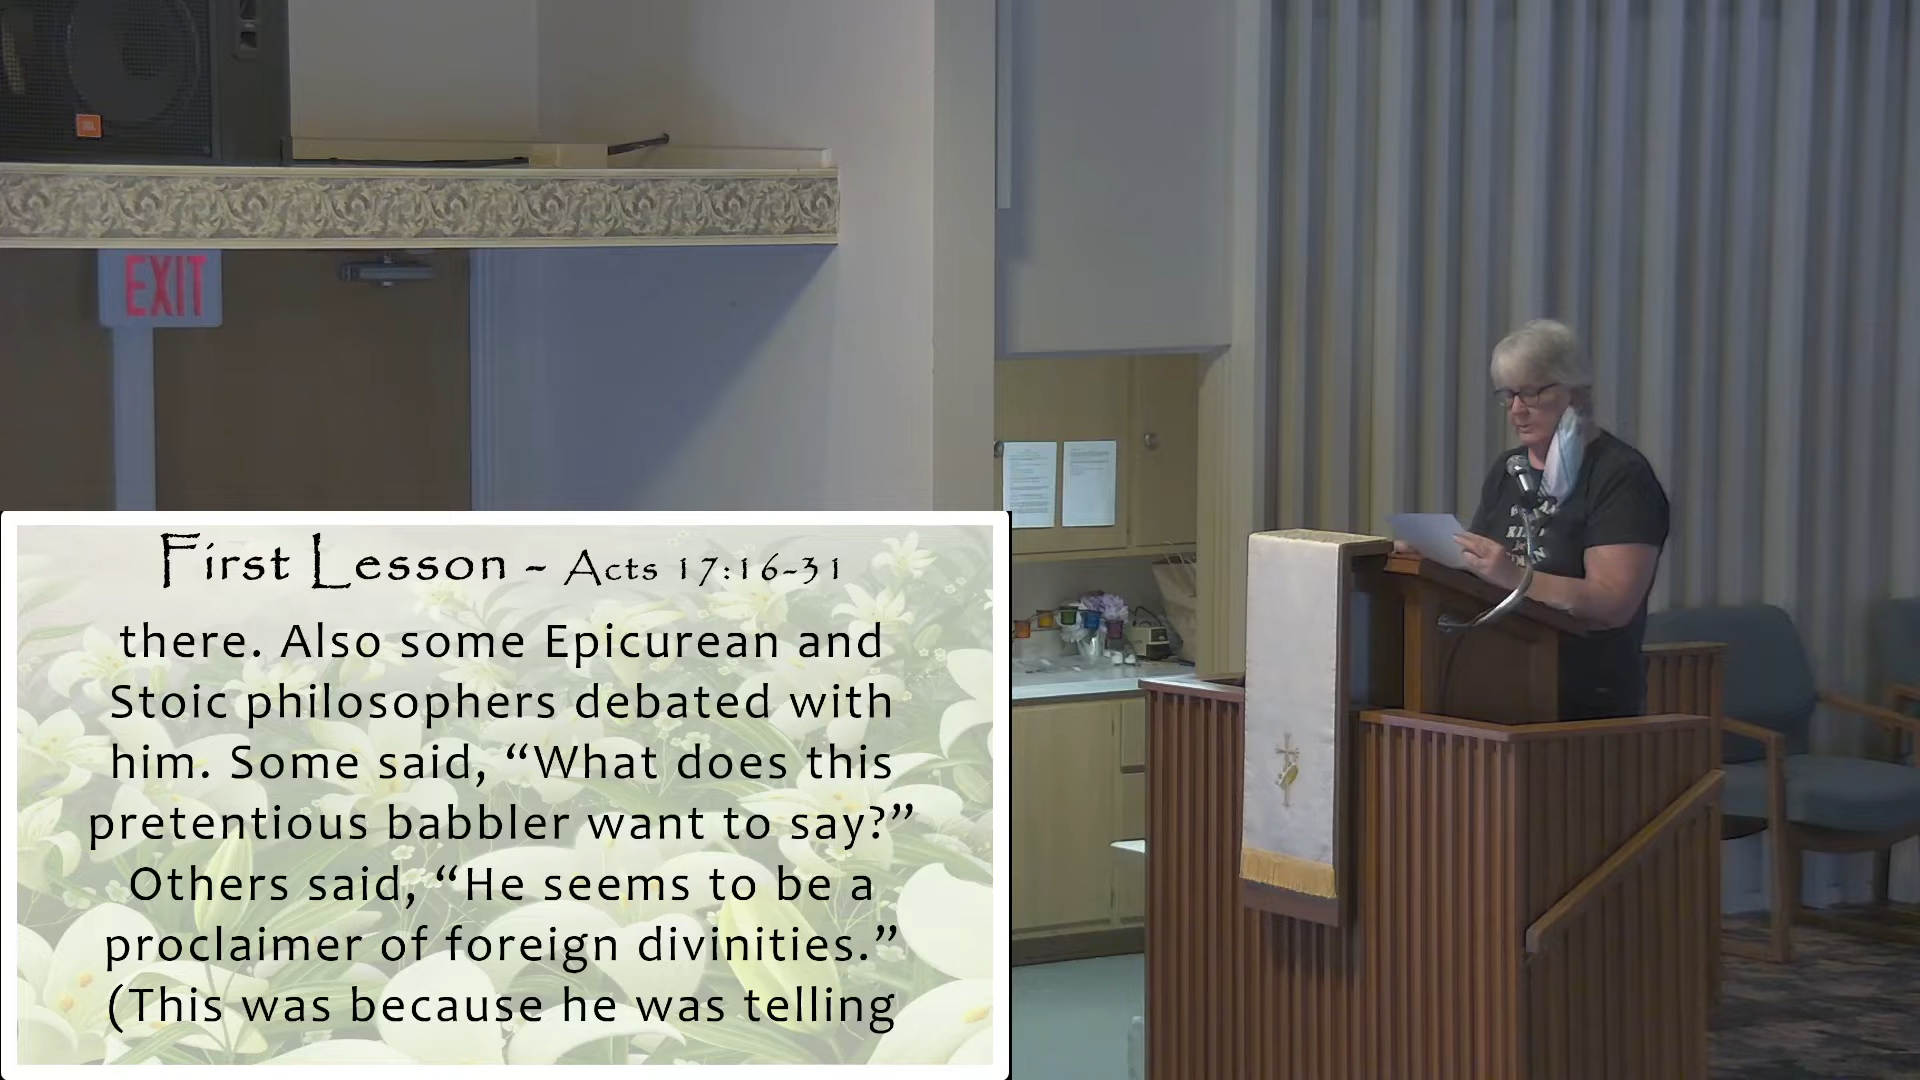 EXIT
First Lesson - Acts 17:16-31
there. Also some Epicurean and
Stoic philosophers debated with
him. Some said, “What does this
pretentious babbler want to say?”
Others said, “He seems to be a
proclaimer of foreign divinities.”
(This was because he was telling